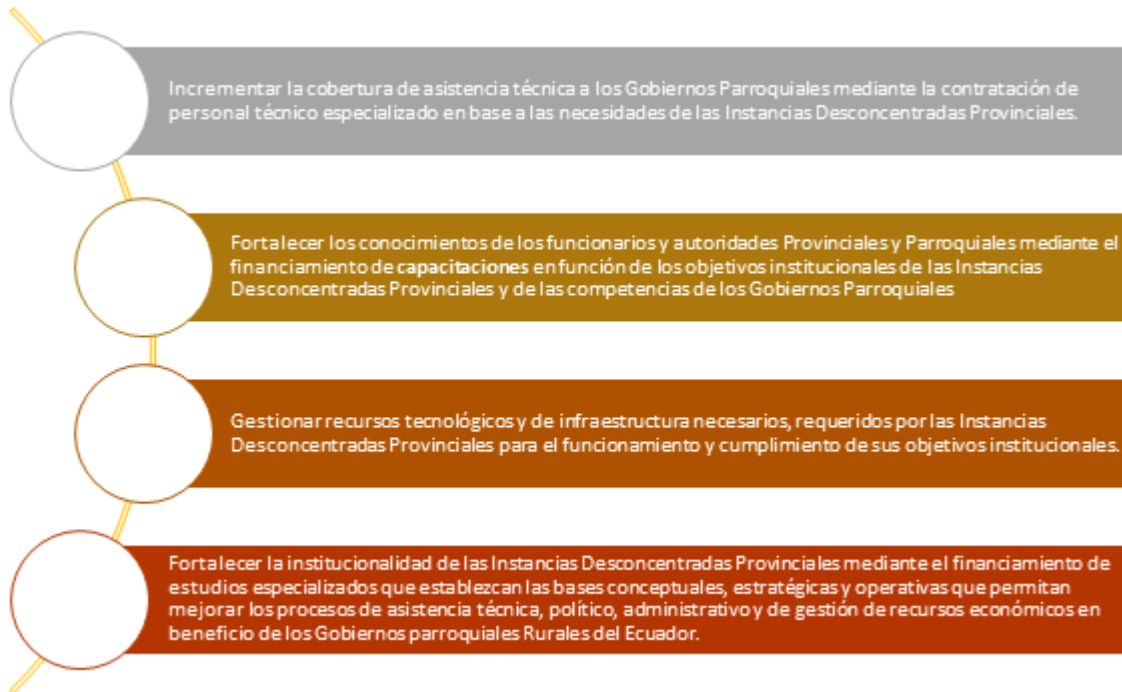 Incrementar la cobertura de asistencia técnica a los Gobiernos Parroquiales mediante la contratación de
personal técnico especializado en base a las necesidades de las Instancias Desconcentradas Provinciales.
Fortalecer los conocimientos de los funcionarios y autoridades Provinciales y Parroquiales mediante el
financiamiento de capacitaciones en función de los objetivos institucionales de las Instancias
Desconcentradas Provinciales y de las competencias de los Gobiernos Parroquiales
Gestionar recursos tecnológicos y de infraestructura necesarios, requeridos por las Instancias
Desconcentradas Provinciales para el funcionamiento y cumplimiento de sus objetivos institucionales.
Fortalecer la institucionalidad de las Instancias Desconcentradas Provinciales mediante el financiamiento de
estudios especializados que establezcan las bases conceptuales, estratégicas y operativas que permitan
mejorar los procesos de asistencia técnica, político, administrativo y de gestión de recursos económicos en
beneficio de los Gobiernos parroquiales Rurales del Ecuador.